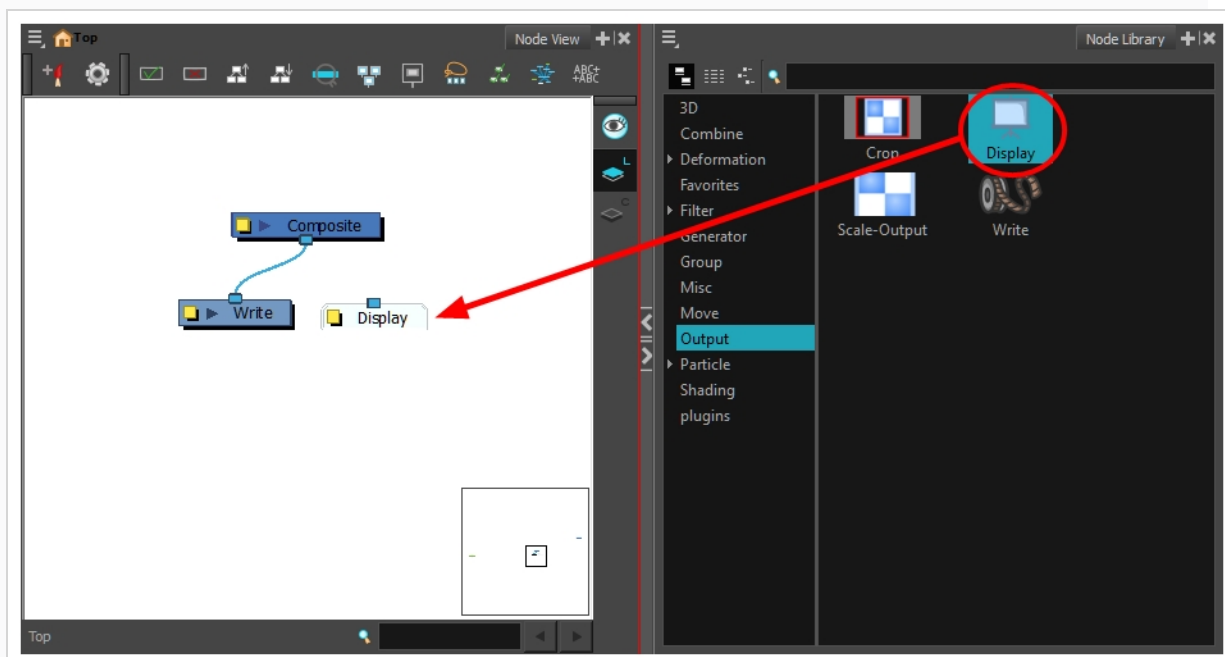 Top
Node View
ABC+
+ABC
L
C
Composite
Write
Display
Top
Node Library
3D
Combine
Deformation
Favorites
Filter
Generator
Group
Misc
Move
Output
Particle
Shading
plugins
Crop
Display
Scale-Output
Write